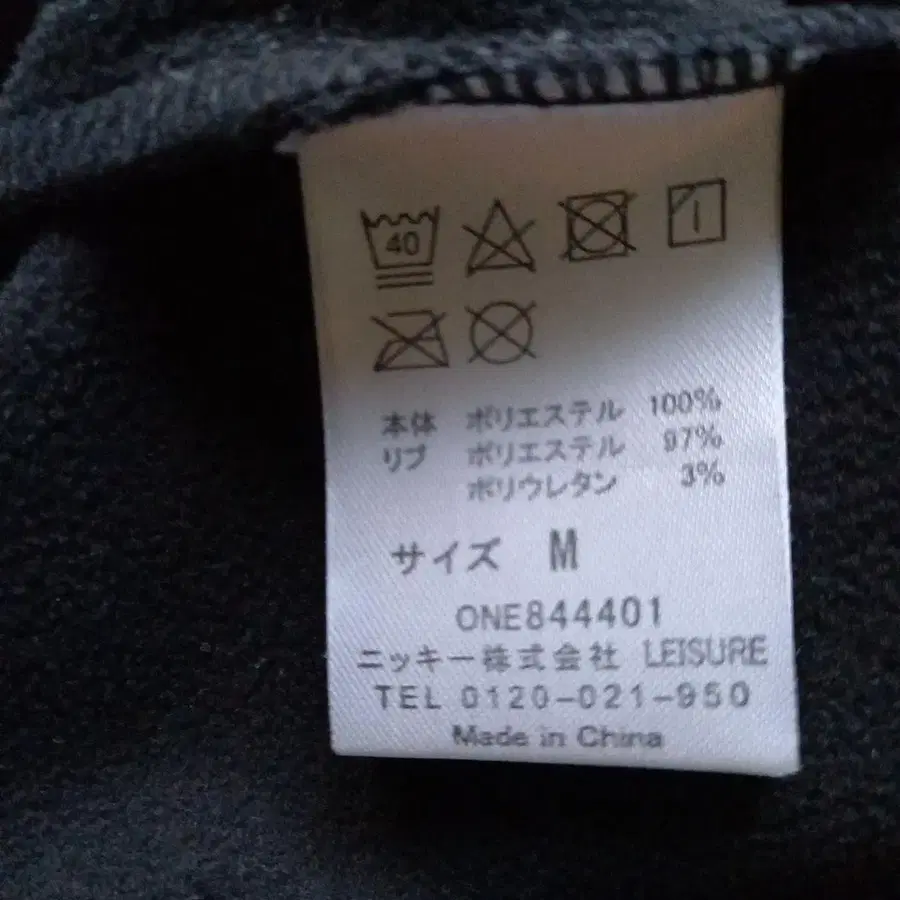 40
本体 ポリエステル 100%
リブ ポリエステル 97%
ポリウレタン 3%
サイズ M
ONE844401
ニッキー株式会社 LEISURE
TEL 0120-021-950
Made in China